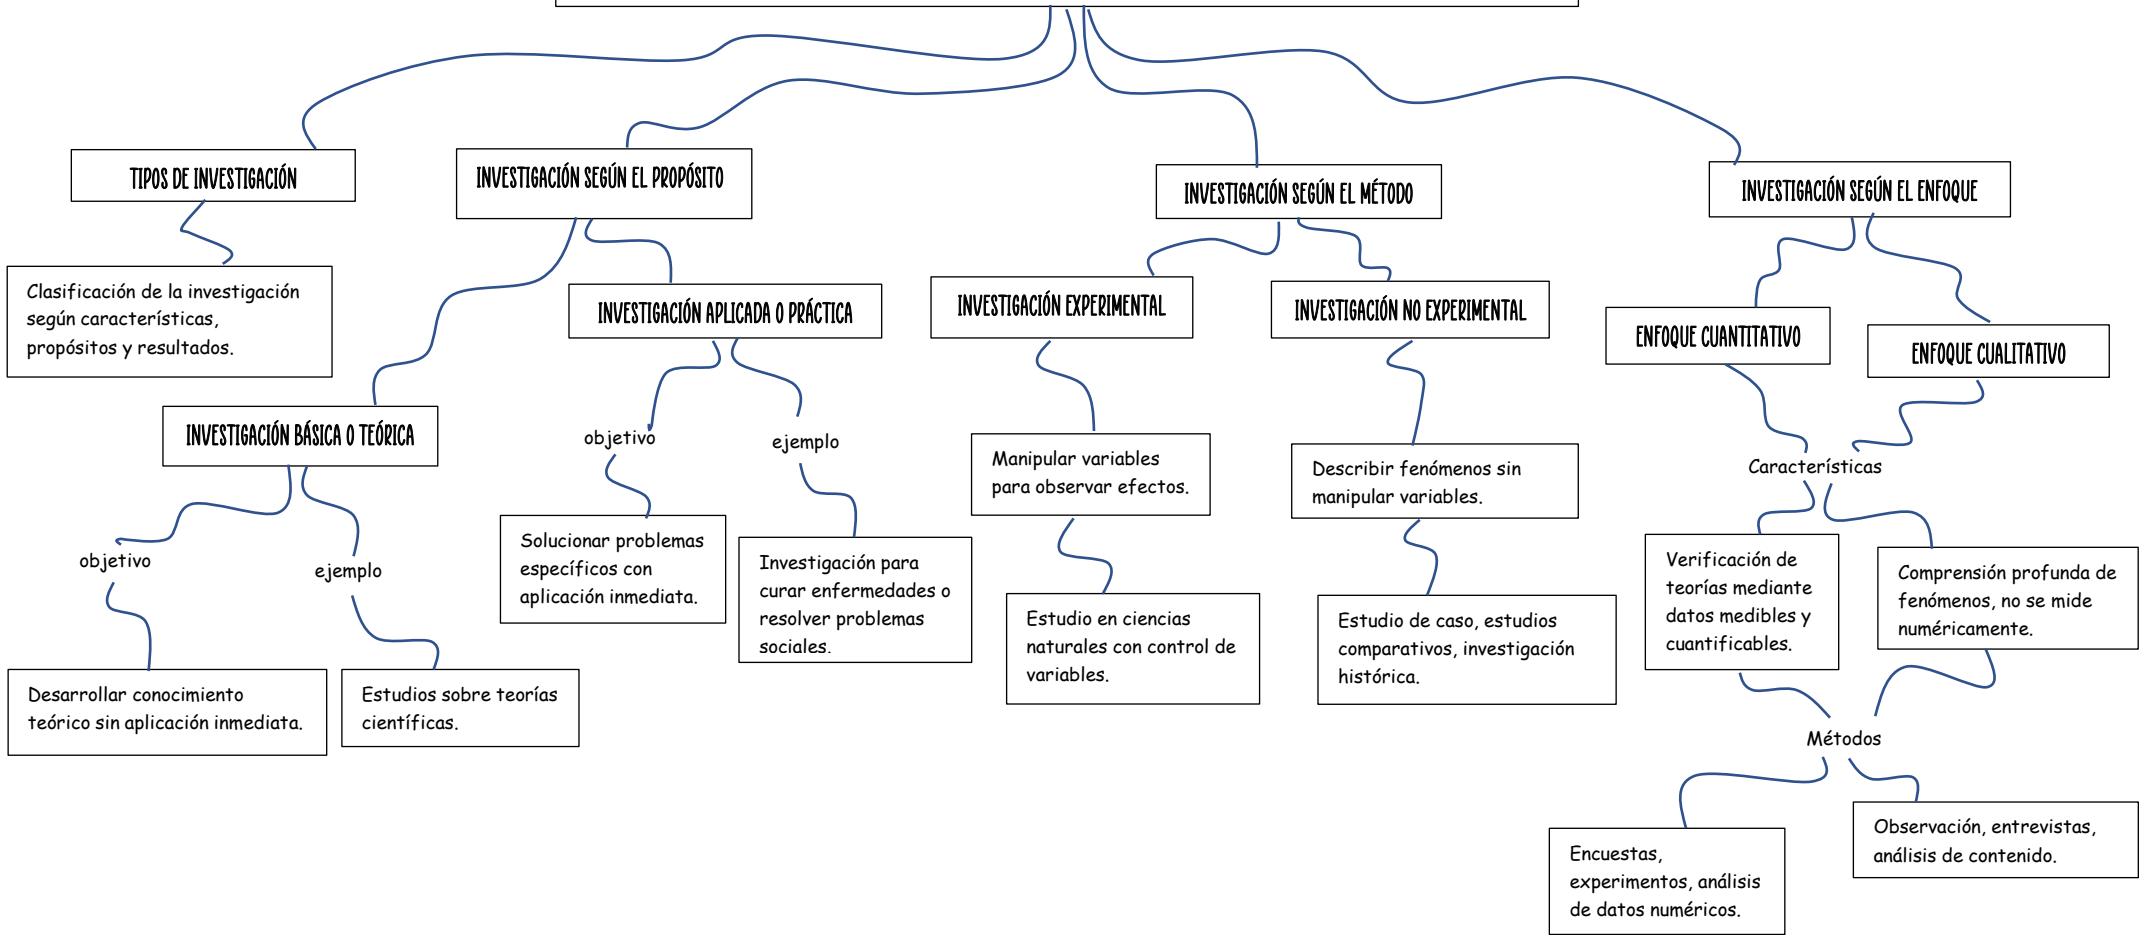 TIPOS DE INVESTIGACIÓN
Clasificación de la investigación
según características,
propósitos y resultados.
INVESTIGACIÓN SEGÚN EL PROPÓSITO
INVESTIGACIÓN BÁSICA O TEÓRICA
objetivo
Desarrollar conocimiento
teórico sin aplicación inmediata.
ejemplo
Estudios sobre teorías
científicas.
INVESTIGACIÓN APLICADA O PRÁCTICA
objetivo
Solucionar problemas
específicos con
aplicación inmediata.
ejemplo
Investigación para
curar enfermedades o
resolver problemas
sociales.
INVESTIGACIÓN SEGÚN EL MÉTODO
INVESTIGACIÓN EXPERIMENTAL
Manipular variables
para observar efectos.
Estudio en ciencias
naturales con control de
variables.
INVESTIGACIÓN NO EXPERIMENTAL
Describir fenómenos sin
manipular variables.
Estudio de caso, estudios
comparativos, investigación
histórica.
INVESTIGACIÓN SEGÚN EL ENFOQUE
ENFOQUE CUANTITATIVO
ENFOQUE CUALITATIVO
Características
Verificación de
teorías mediante
datos medibles y
cuantificables.
Comprensión profunda de
fenómenos, no se mide
numéricamente.
Métodos
Encuestas,
experimentos, análisis
de datos numéricos.
Observación, entrevistas,
análisis de contenido.